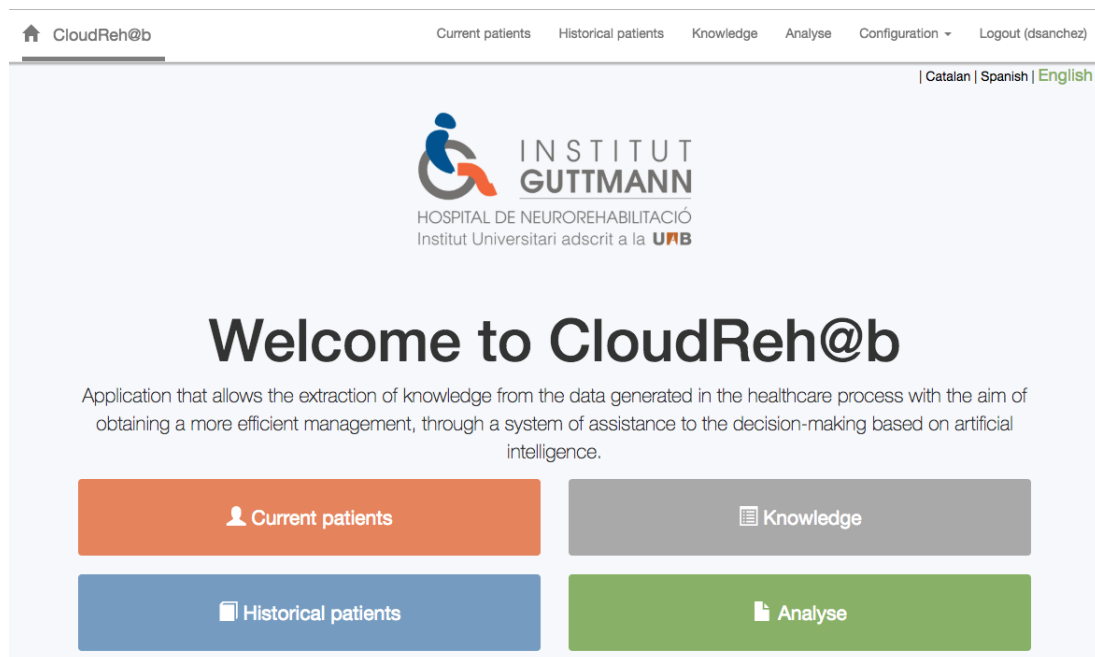 CloudReh@b
Current patients Historical patients Knowledge Analyse Configuration Logout (dsanchez)
| Catalan | Spanish | English
INSTITUT
GUTTMANN
HOSPITAL DE NEUROREHABILITACIÓ
Institut Universitari adscrit a la UAB
Welcome to CloudReh@b
Application that allows the extraction of knowledge from the data generated in the healthcare process with the aim of
obtaining a more efficient management, through a system of assistance to the decision-making based on artificial
intelligence.
Current patients
Knowledge
Historical patients
Analyse